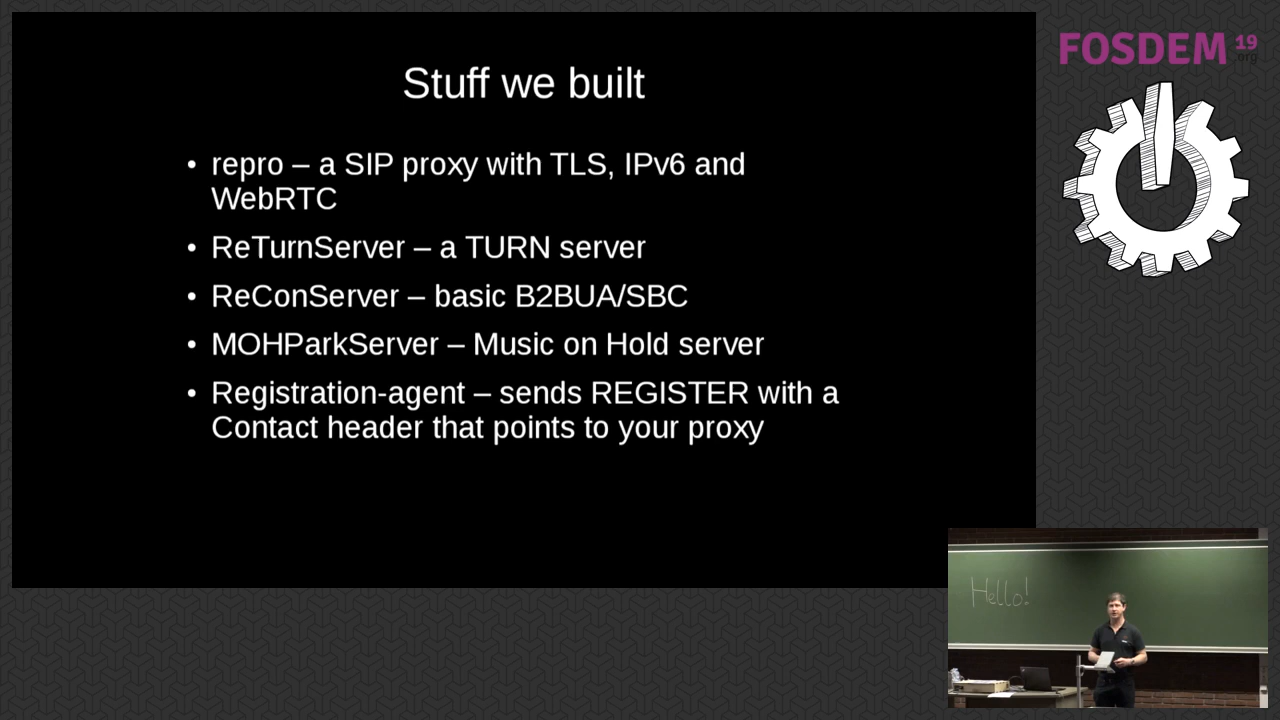 Stuff we built
• repro – a SIP proxy with TLS, IPv6 and
WebRTC
• ReTurnServer – a TURN server
• ReConServer – basic B2BUA/SBC
• MOHParkServer – Music on Hold server
• Registration-agent – sends REGISTER with a
Contact header that points to your proxy
FOSDEM 19
.org
Hello!